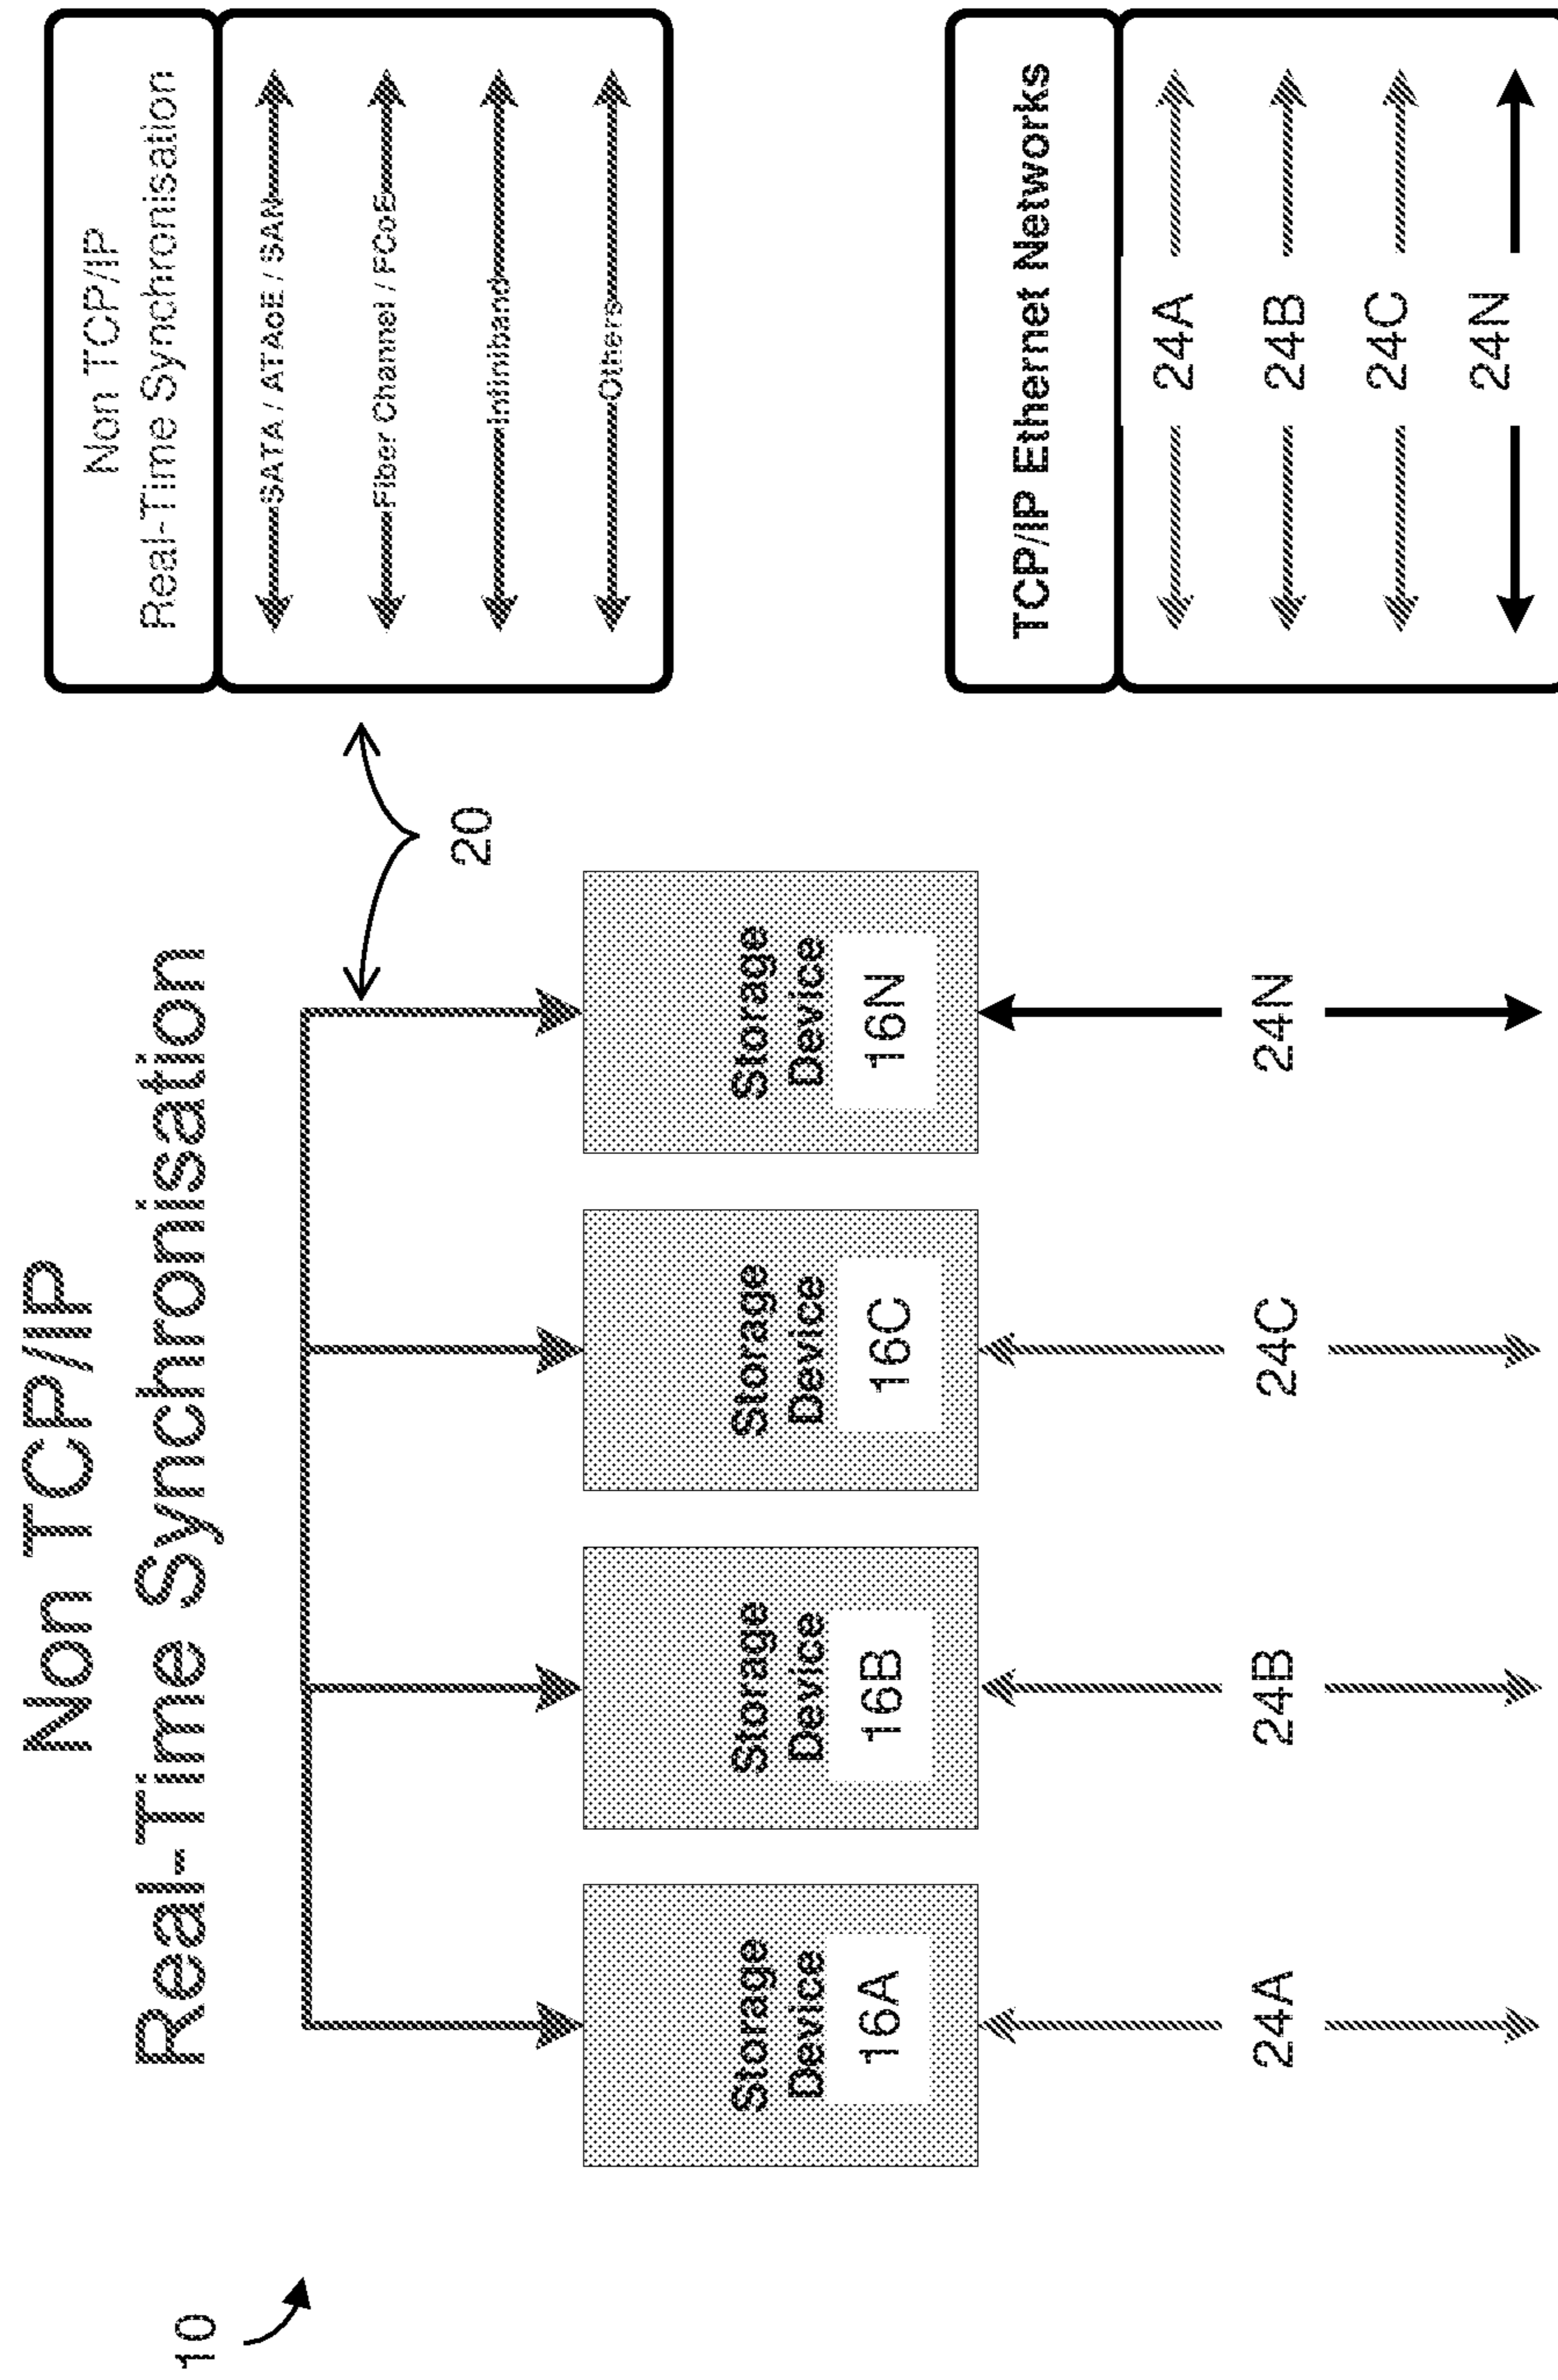 10
Non TCP/IP
Real-Time Synchronisation
20
Storage
Device
16A
Storage
Device
16B
Storage
Device
16C
Storage
Device
16N
24A
24B
24C
24N
Non TCP/IP
Real-Time Synchronisation
SATA / ATAoE / SAN
Fiber Channel / FCoE
Infiniband
Others
TCP/IP Ethernet Networks
24A
24B
24C
24N